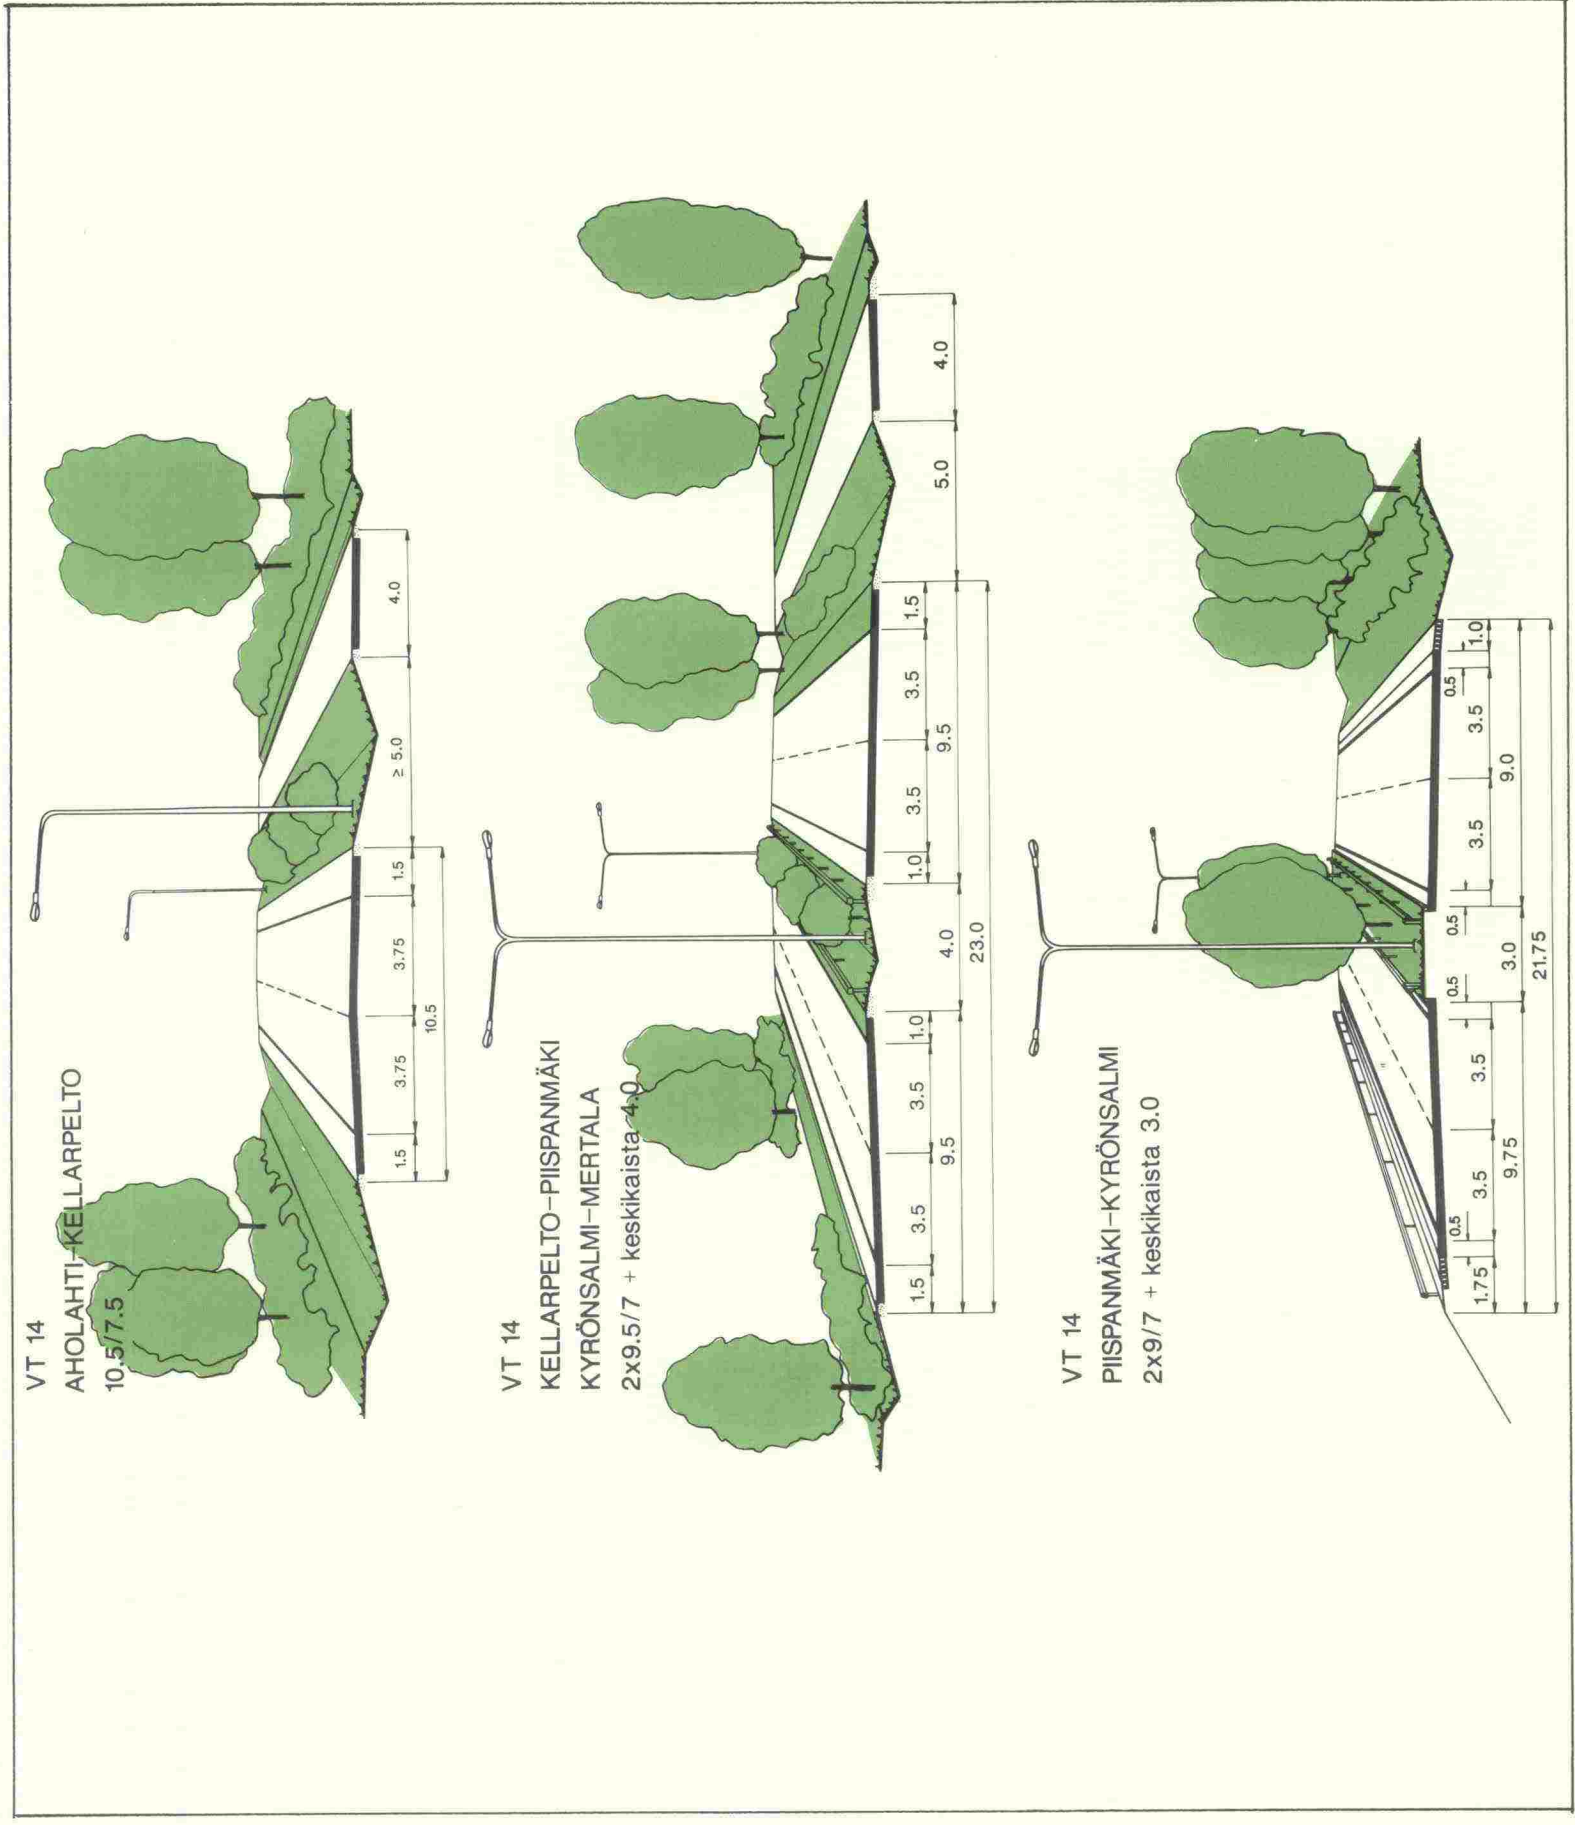 VT 14
AHOLAHTI-KELLARPELTO
10.5/7.5
1.5 3.75 3.75 1.5 ≥ 5.0 4.0
10.5
VT 14
KELLARPELTO-PIISPANMÄKI
KYRÖNSALMI-MERTALA
2x9.5/7 + keskikaista 4.0
1.5 3.5 3.5 1.0 1.0 3.5 3.5 1.5
9.5 4.0 9.5 5.0 4.0
23.0
VT 14
PIISPANMÄKI-KYRÖNSALMI
2x9/7 + keskikaista 3.0
0.5 0.5 0.5 0.5
1.75 3.5 3.5 3.5 3.5 1.0
9.75 3.0 9.0
21.75